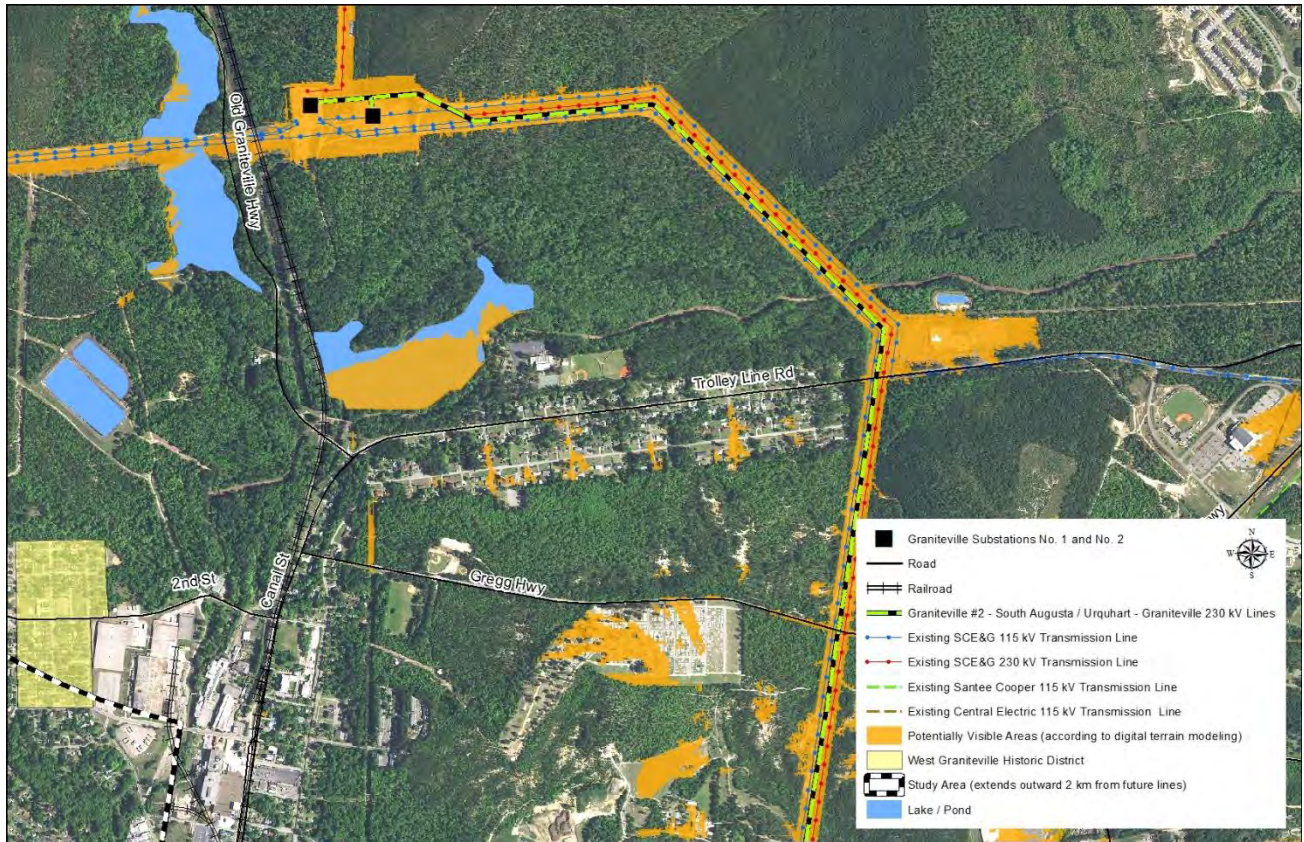 Old Graniteville Hwy
Trolley Line Rd
2nd St
Canal St
Gregg Hwy
Hwy
N
W E
S
Graniteville Substations No. 1 and No. 2
Road
Railroad
Graniteville #2 - South Augusta / Urquhart - Graniteville 230 kV Lines
Existing SCE&G 115 kV Transmission Line
Existing SCE&G 230 kV Transmission Line
Existing Santee Cooper 115 kV Transmission Line
Existing Central Electric 115 kV Transmission Line
Potentially Visible Areas (according to digital terrain modeling)
West Graniteville Historic District
Study Area (extends outward 2 km from future lines)
Lake / Pond